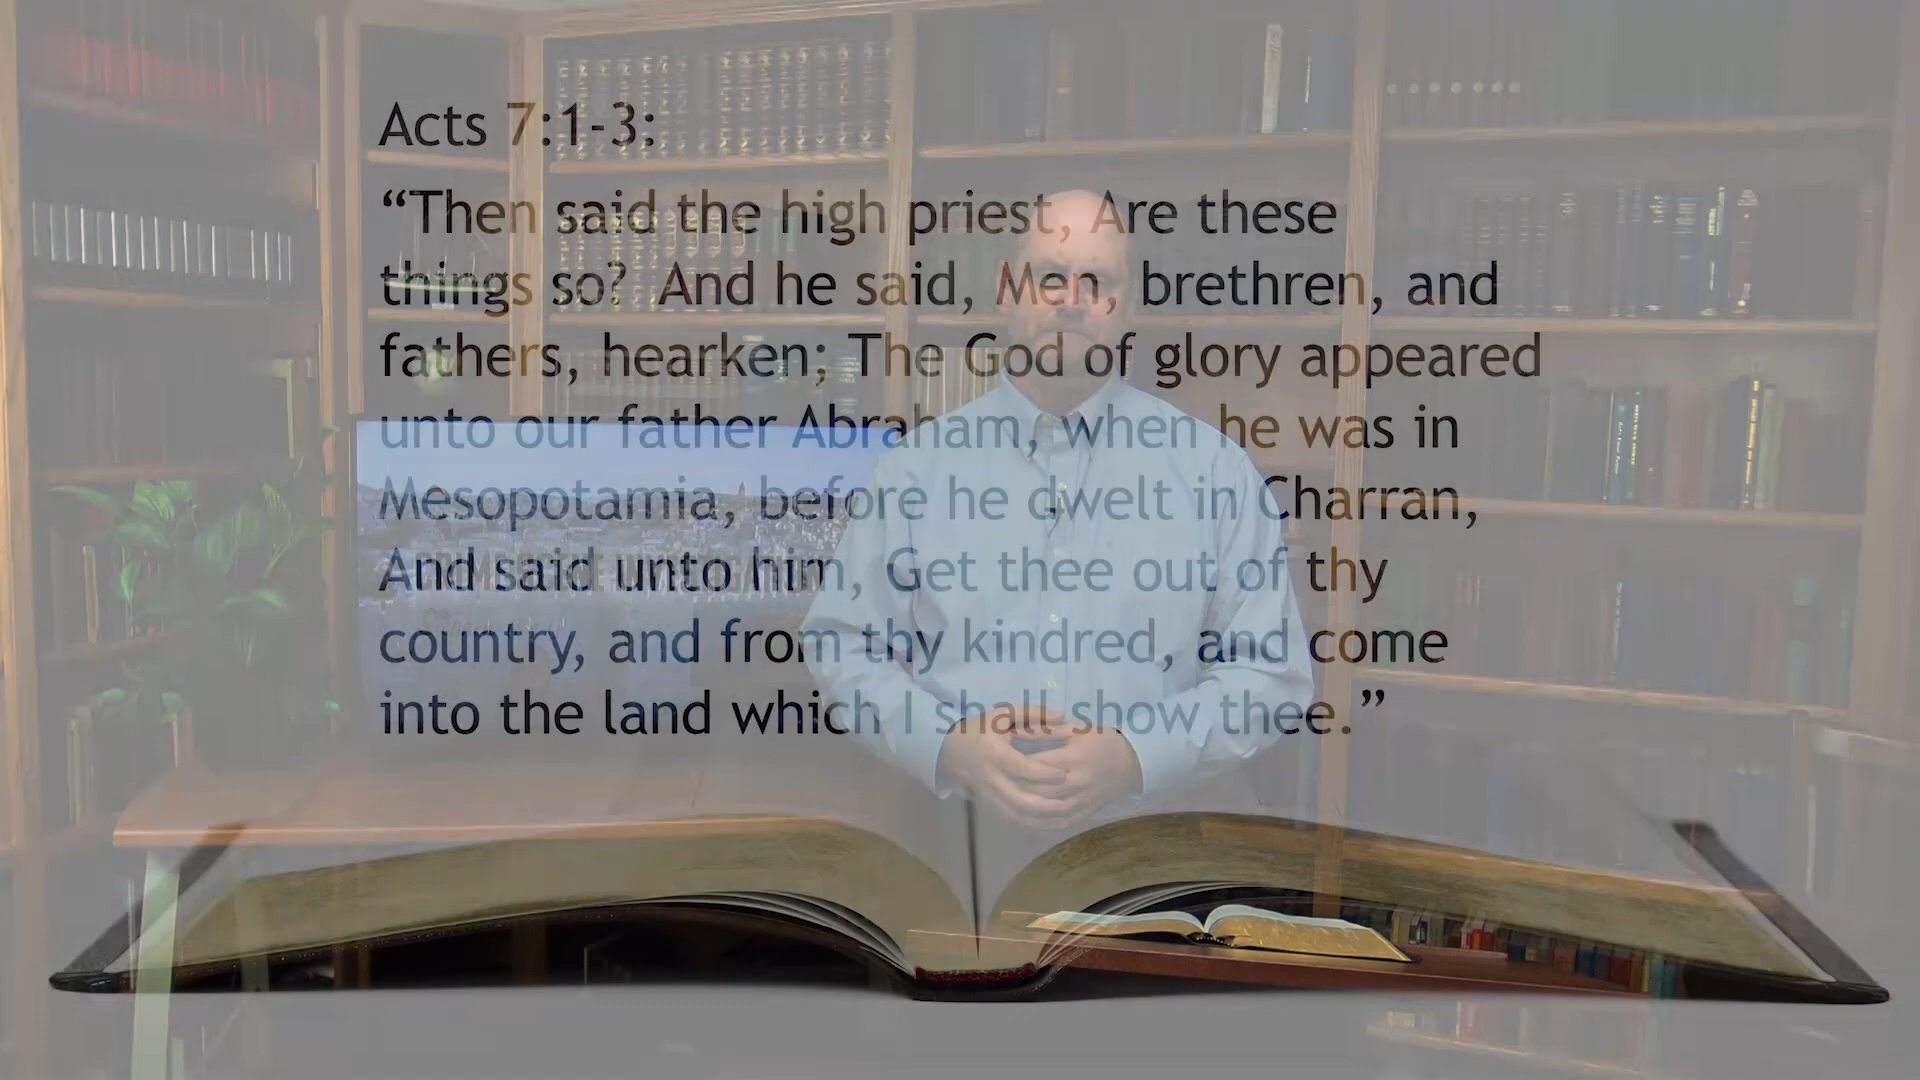 Acts 7:1-3:
“Then said the high priest, Are these
things so?  And he said, Men, brethren, and
fathers, hearken; The God of glory appeared
unto our father Abraham, when he was in
Mesopotamia, before he dwelt in Charran,
And said unto him, Get thee out of thy
country, and from thy kindred, and come
into the land which I shall show thee.”